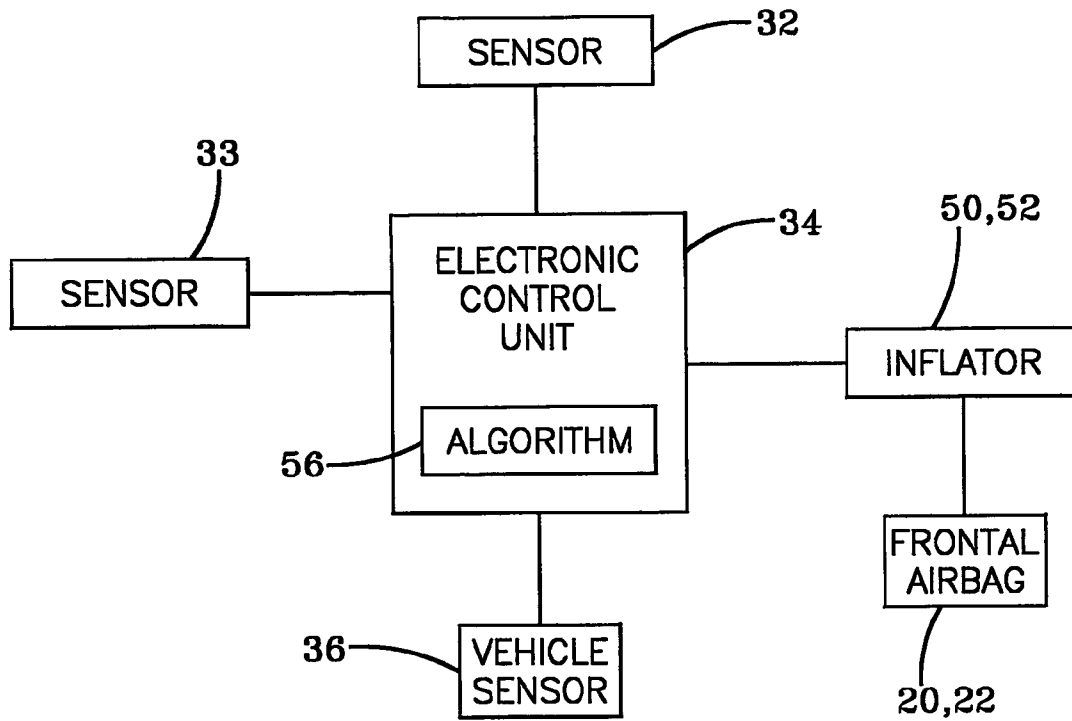 32
SENSOR
33
SENSOR
34
ELECTRONIC
CONTROL
UNIT
50,52
INFLATOR
56
ALGORITHM
FRONTAL
AIRBAG
20,22
36
VEHICLE
SENSOR